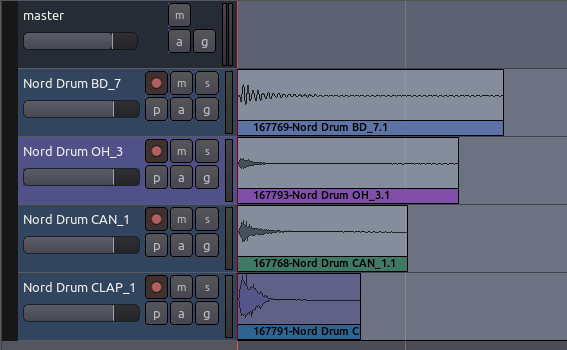 master
m
a g
Nord Drum BD_7
m s
p a g
167769-Nord Drum BD_7.1
Nord Drum OH_3
m s
p a g
167793-Nord Drum OH_3.1
Nord Drum CAN_1
m s
p a g
167768-Nord Drum CAN_1.1
Nord Drum CLAP_1
m s
p a g
167791-Nord Drum C